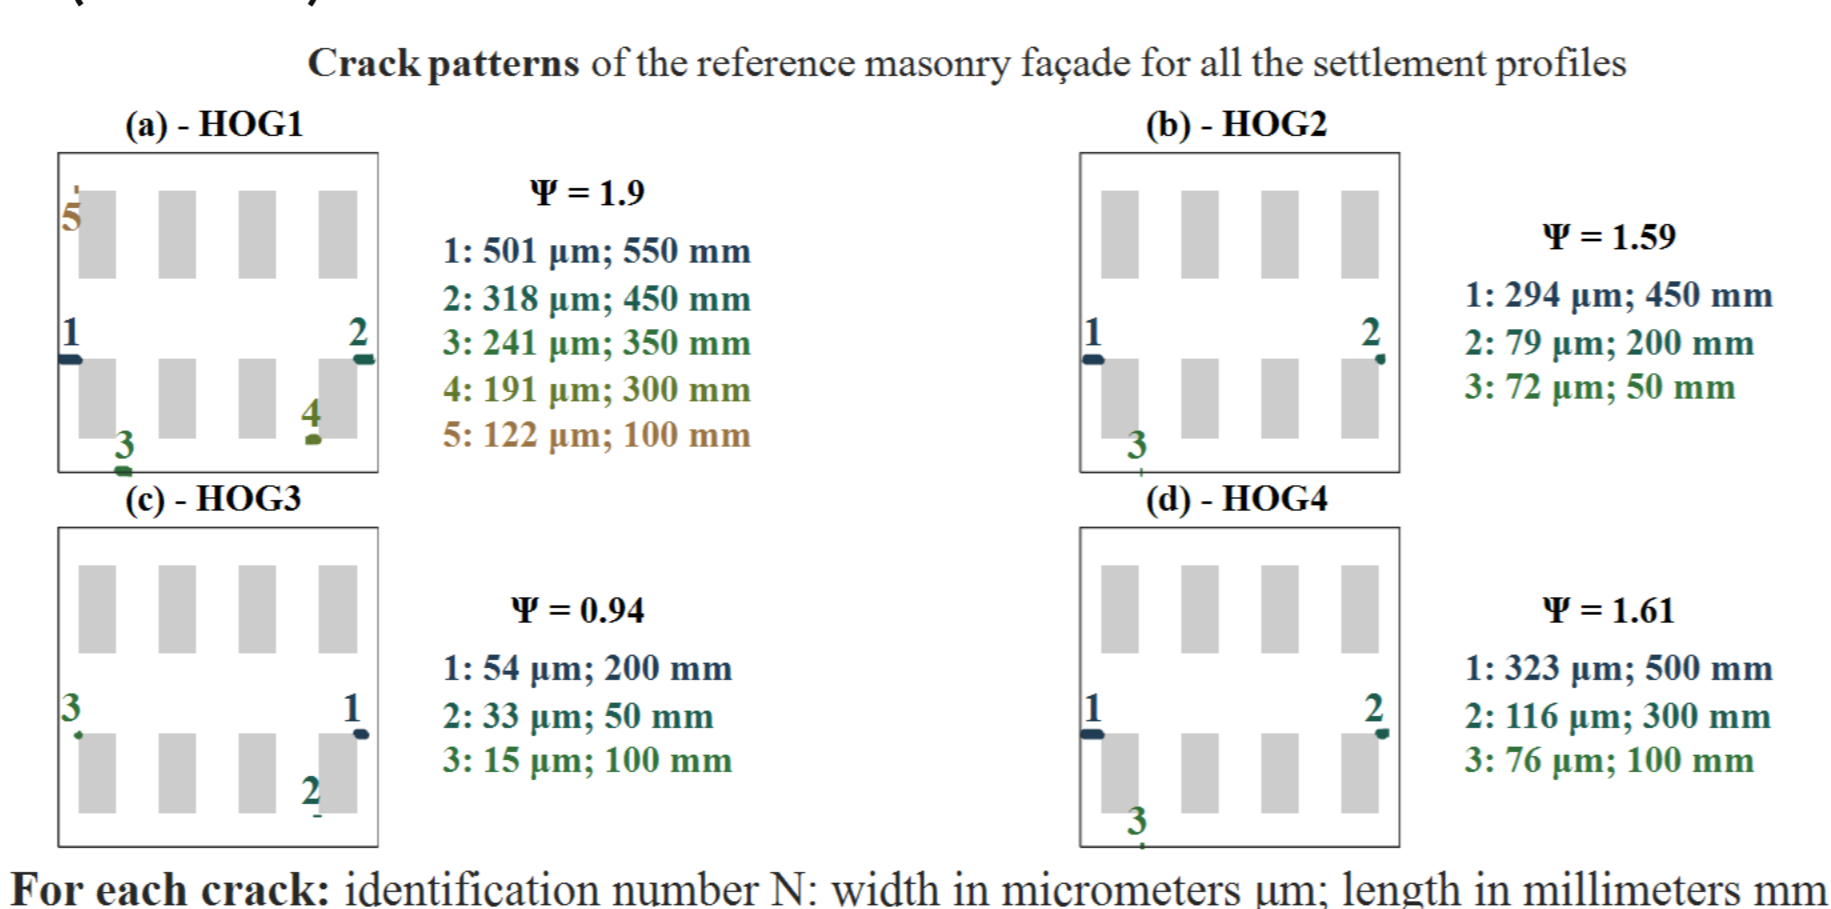 Crack patterns of the reference masonry façade for all the settlement profiles
(a) - HOG1
Ψ = 1.9
1: 501 μm; 550 mm
2: 318 μm; 450 mm
3: 241 μm; 350 mm
4: 191 μm; 300 mm
5: 122 μm; 100 mm
5
1
2
4
3
(b) - HOG2
Ψ = 1.59
1: 294 μm; 450 mm
2: 79 μm; 200 mm
3: 72 μm; 50 mm
1
2
3
(c) - HOG3
Ψ = 0.94
1: 54 μm; 200 mm
2: 33 μm; 50 mm
3: 15 μm; 100 mm
3
1
2
(d) - HOG4
Ψ = 1.61
1: 323 μm; 500 mm
2: 116 μm; 300 mm
3: 76 μm; 100 mm
1
2
3
For each crack: identification number N: width in micrometers μm; length in millimeters mm